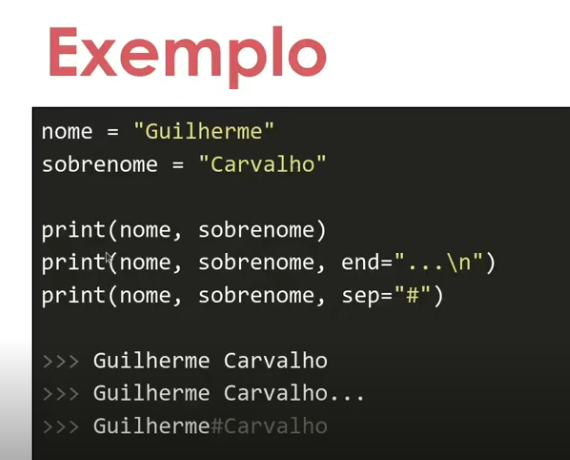 Exemplo
nome = "Guilherme"
sobrenome = "Carvalho"
print(nome, sobrenome)
print(nome, sobrenome, end="...\n")
print(nome, sobrenome, sep="#")
>>> Guilherme Carvalho
>>> Guilherme Carvalho...
>>> Guilherme#Carvalho